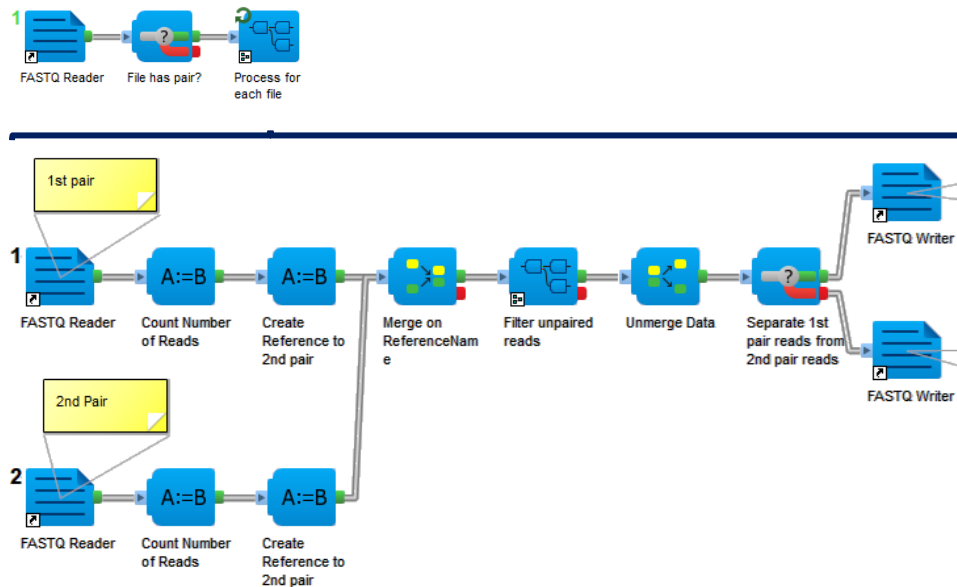 1
FASTQ Reader
File has pair?
Process for
each file
?
1st pair
1
FASTQ Reader
A:=B
Count Number
of Reads
A:=B
Create
Reference to
2nd pair
Merge on
ReferenceNam
e
Filter unpaired
reads
Unmerge Data
?
Separate 1st
pair reads from
2nd pair reads
FASTQ Writer
FASTQ Writer
2nd Pair
2
FASTQ Reader
A:=B
Count Number
of Reads
A:=B
Create
Reference to
2nd pair